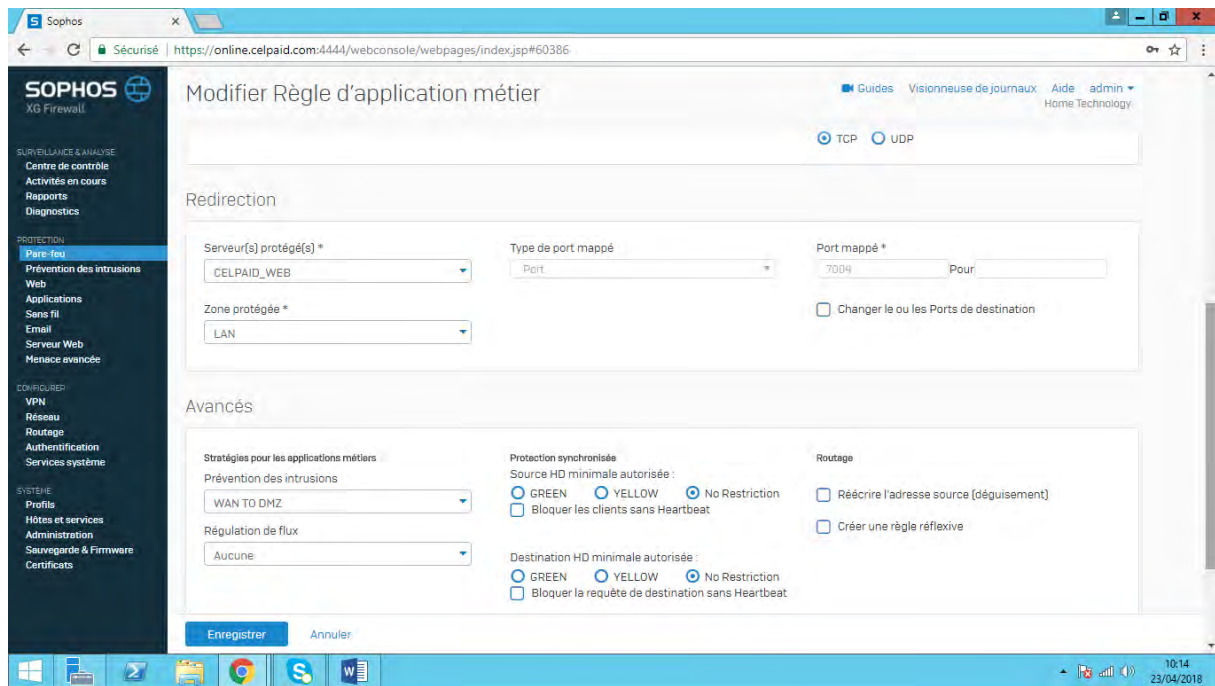 Sophos
Sécurisé https://online.celpaid.com:4444/webconsole/webpages/index.jsp#60386
SOPHOS
XG Firewall
Modifier Règle d'application métier
Guides Visionneuse de journaux Aide admin
Home Technology
SURVEILLANCE & ANALYSE
Centre de contrôle
Activités en cours
Rapports
Diagnostics
PROTECTION
Pare-feu
Prévention des intrusions
Web
Applications
Sans fil
Email
Serveur Web
Menace avancée
CONFIGURER
VPN
Réseau
Routage
Authentification
Services système
SYSTÈME
Profils
Hôtes et services
Administration
Sauvegarde & Firmware
Certificats
TCP UDP
Redirection
Serveur(s) protégé(s) * Type de port mappé Port mappé *
CELPAID_WEB Port 7004 Pour
Zone protégée * Changer le ou les Ports de destination
LAN
Avancés
Stratégies pour les applications métiers Protection synchronisée Routage
Prévention des intrusions Source HD minimale autorisée :
WAN TO DMZ GREEN YELLOW No Restriction Réécrire l'adresse source (déguisement)
Bloquer les clients sans Heartbeat
Régulation de flux Créer une règle réflexive
Aucune Destination HD minimale autorisée :
GREEN YELLOW No Restriction
Bloquer la requête de destination sans Heartbeat
Enregistrer Annuler
10:14
23/04/2018